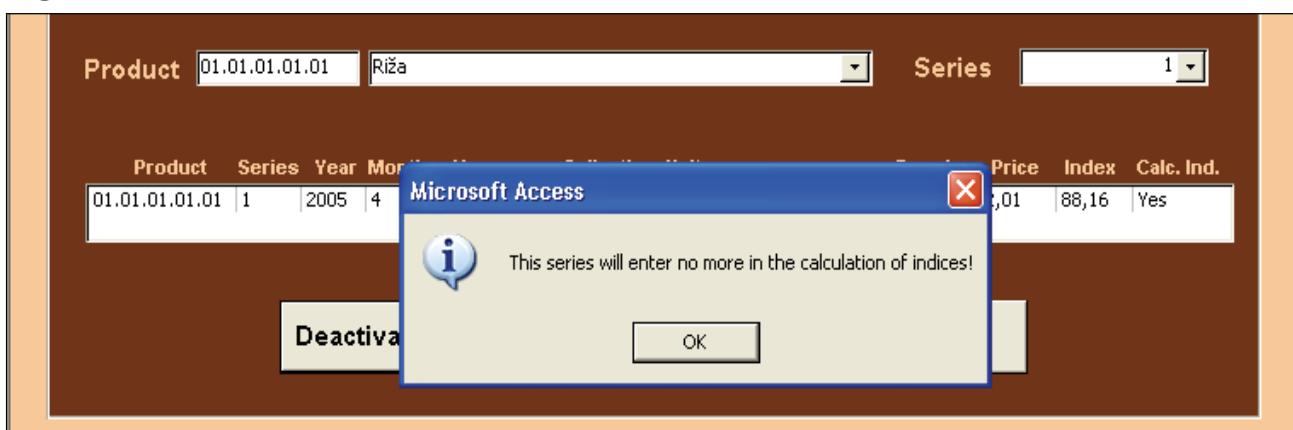 Product 01.01.01.01.01 Riža Series 1
Product Series Year Price Index Calc. Ind.
01.01.01.01.01 1 2005 4 ,01 88,16 Yes
Microsoft Access
This series will enter no more in the calculation of indices!
OK
Deactiva